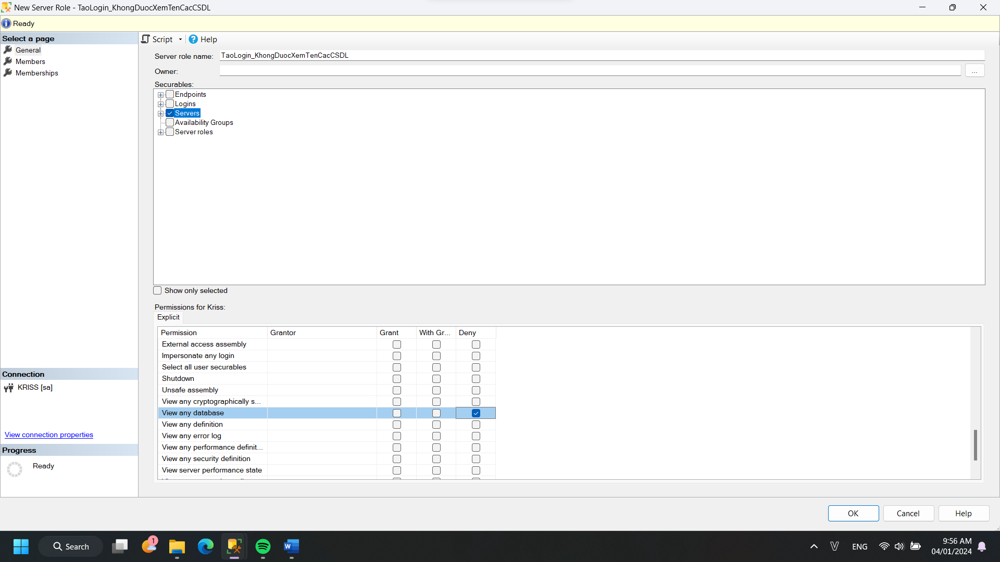 New Server Role - TaoLogin_KhongDuocXemTenCacCSDL
Ready
Select a page
General
Members
Memberships
Script
Help
Server role name: TaoLogin_KhongDuocXemTenCacCSDL
Owner:
...
Securables:
Endpoints
Logins
Servers
Availability Groups
Server roles
Show only selected
Permissions for Kriss:
Explicit
Permission Grantor Grant With Gr... Deny
External access assembly
Impersonate any login
Select all user securables
Shutdown
Unsafe assembly
View any cryptographically s...
View any database
View any definition
View any error log
View any performance definit...
View any security definition
View server performance state
Connection
KRISS [sa]
View connection properties
Progress
Ready
OK Cancel Help
Search
1
ENG
9:56 AM
04/01/2024